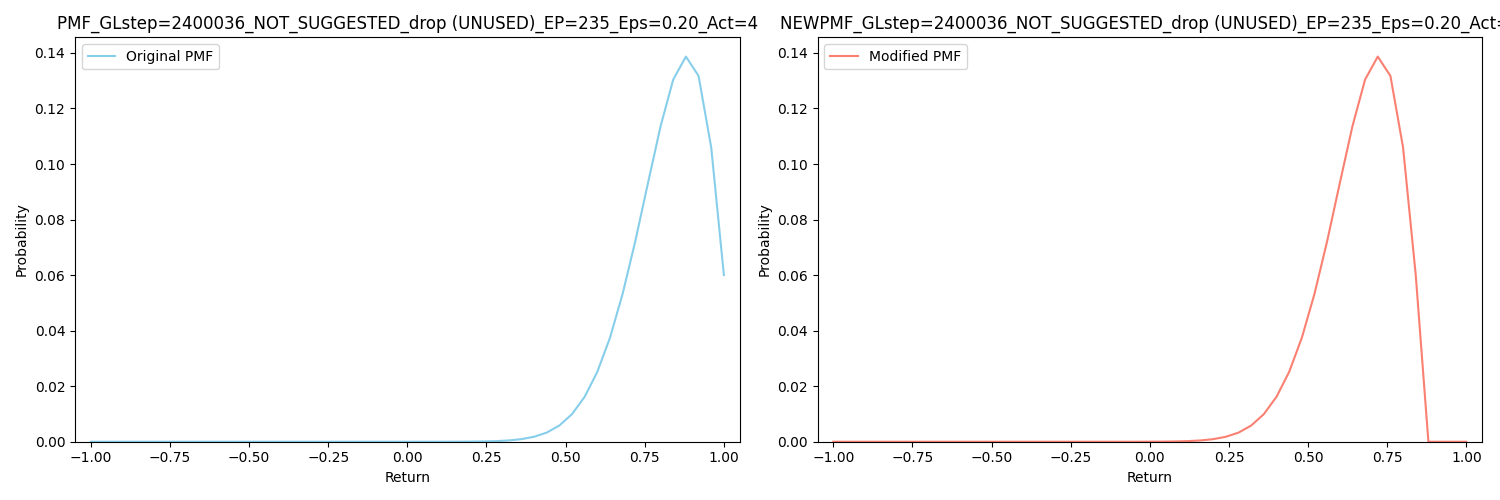 PMF_GLstep=2400036_NOT_SUGGESTED_drop (UNUSED)_EP=235_Eps=0.20_Act=4
Original PMF
Probability
0.14
0.12
0.10
0.08
0.06
0.04
0.02
0.00
−1.00 −0.75 −0.50 −0.25 0.00 0.25 0.50 0.75 1.00
Return
NEWPMF_GLstep=2400036_NOT_SUGGESTED_drop (UNUSED)_EP=235_Eps=0.20_Act=
Modified PMF
Probability
0.14
0.12
0.10
0.08
0.06
0.04
0.02
0.00
−1.00 −0.75 −0.50 −0.25 0.00 0.25 0.50 0.75 1.00
Return